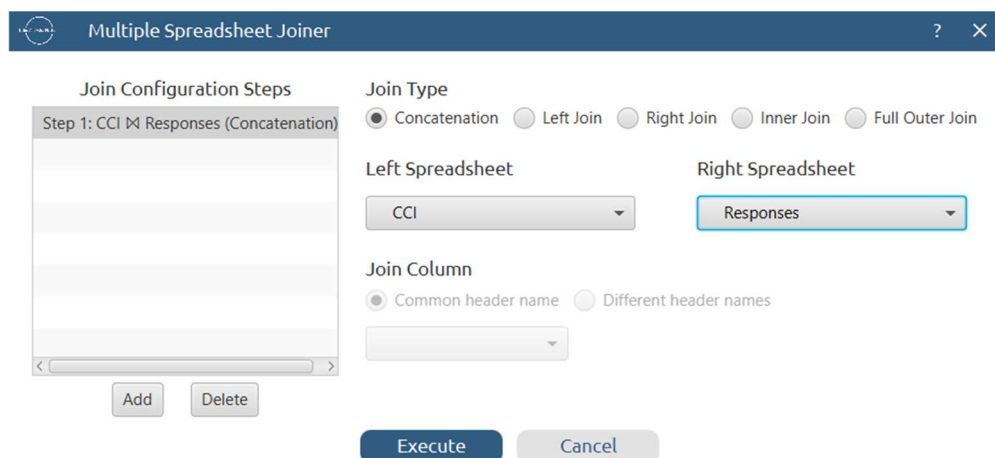 Multiple Spreadsheet Joiner ? ×
Join Configuration Steps
Step 1: CCI ⋈ Responses (Concatenation)
Add Delete
Join Type
Concatenation Left Join Right Join Inner Join Full Outer Join
Left Spreadsheet Right Spreadsheet
CCI Responses
Join Column
Common header name Different header names
Execute Cancel